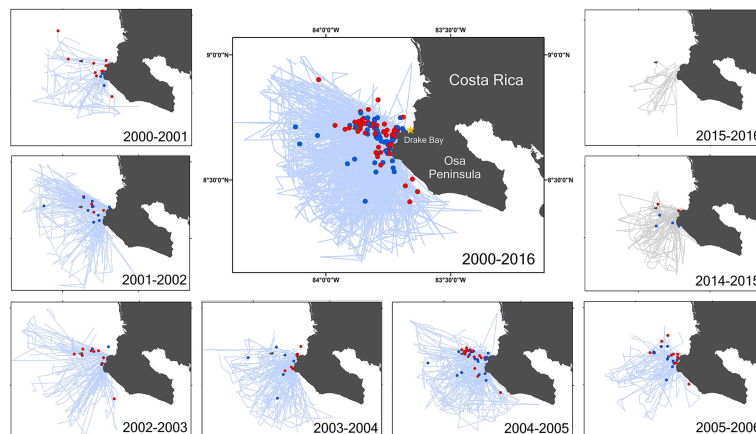 84°0'0"W
83°30'0"W
9°0'0"N
9°0'0"N
Costa Rica
Drake Bay
Osa
Peninsula
8°30'0"N
8°30'0"N
2000-2016
84°0'0"W
83°30'0"W
2000-2001
2015-2016
2001-2002
2014-2015
2002-2003
2003-2004
2004-2005
2005-2006